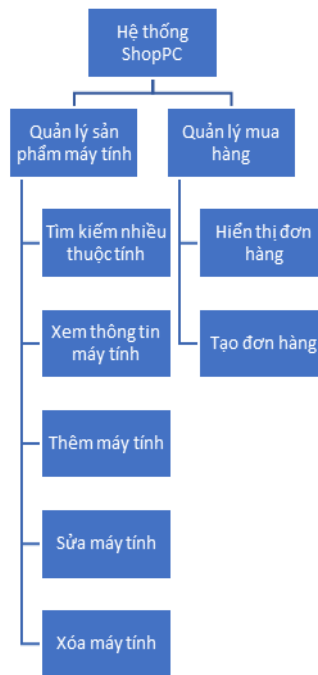 Hệ thống
ShopPC
Quản lý sản
phẩm máy tính
Quản lý mua
hàng
Tìm kiếm nhiều
thuộc tính
Hiển thị đơn
hàng
Xem thông tin
máy tính
Tạo đơn hàng
Thêm máy tính
Sửa máy tính
Xóa máy tính